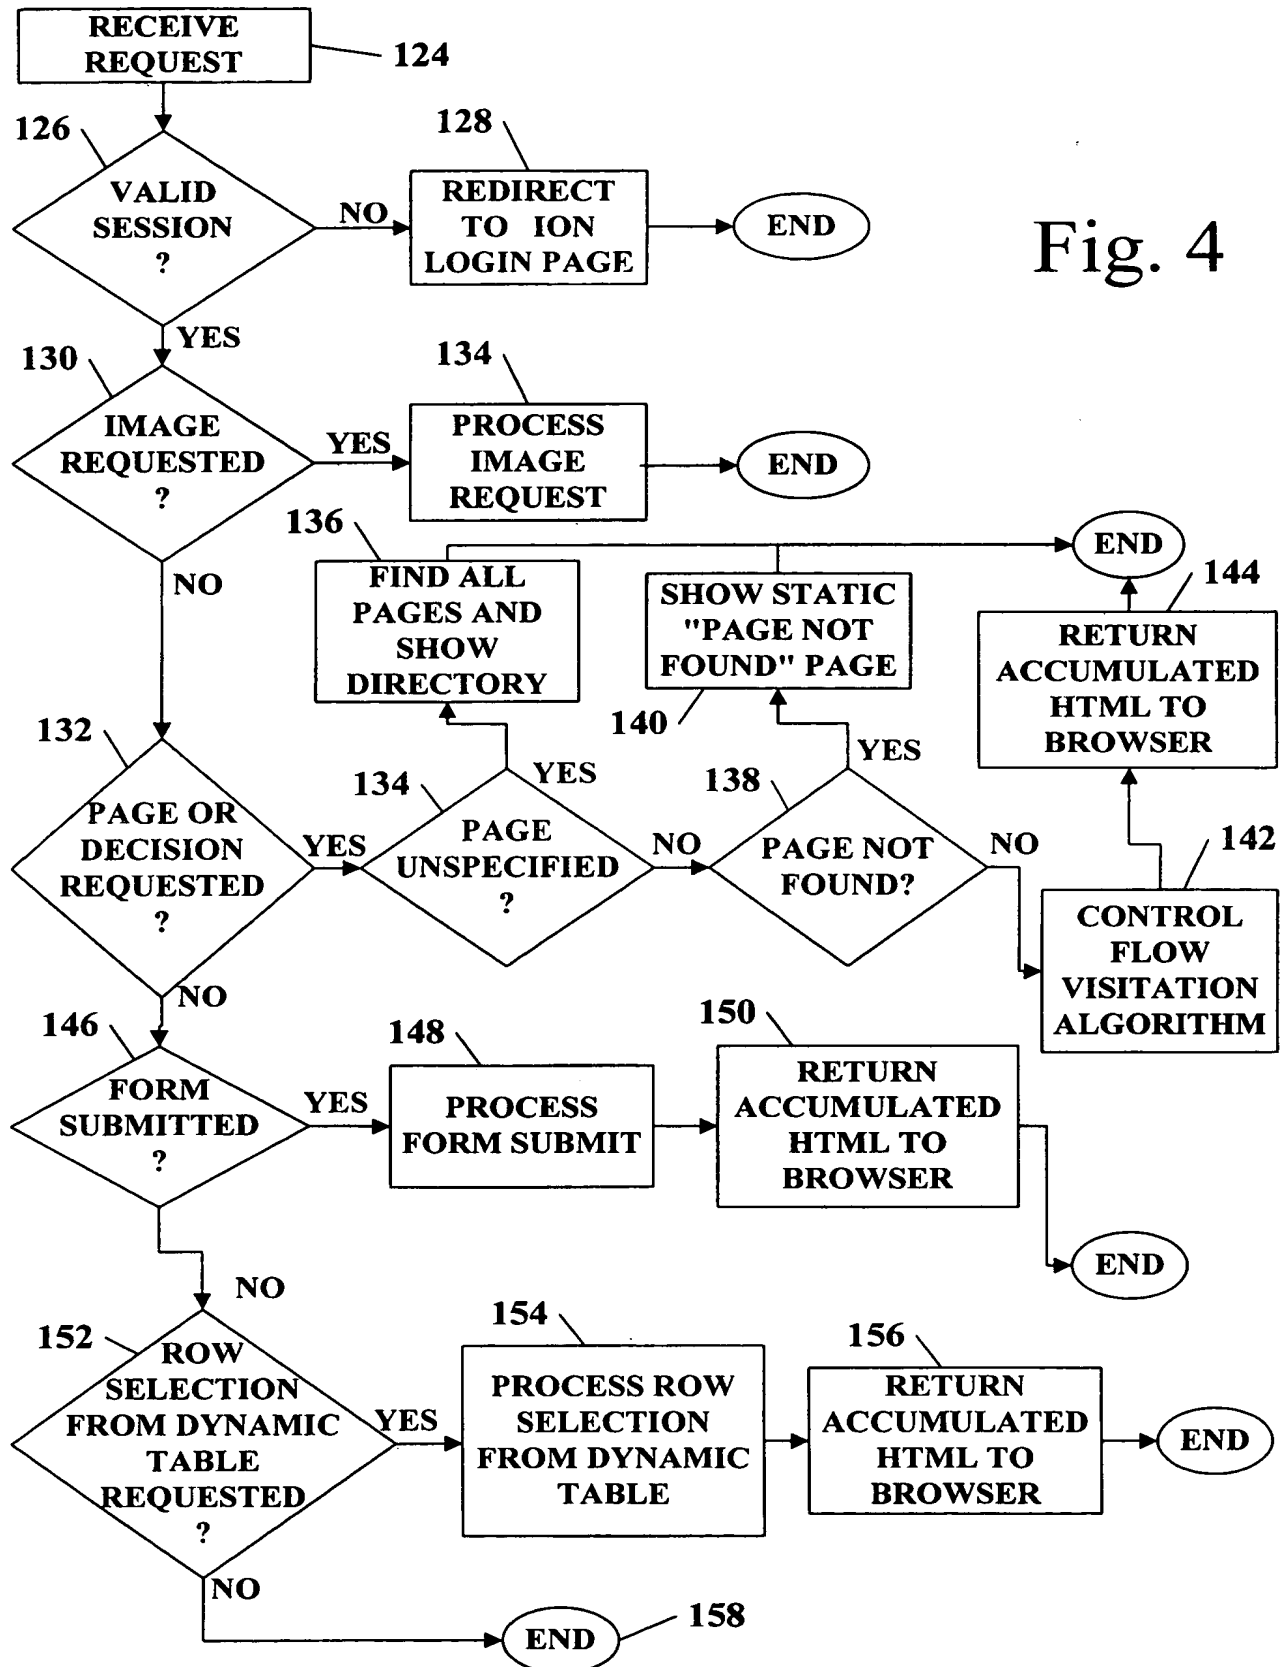 RECEIVE
REQUEST
124
126
VALID
SESSION
?
NO
128
REDIRECT
TO ION
LOGIN PAGE
END
Fig. 4
YES
130
IMAGE
REQUESTED
?
YES
134
PROCESS
IMAGE
REQUEST
END
NO
136
FIND ALL
PAGES AND
SHOW
DIRECTORY
SHOW STATIC
"PAGE NOT
FOUND" PAGE
140
END
144
RETURN
ACCUMULATED
HTML TO
BROWSER
132
PAGE OR
DECISION
REQUESTED
?
YES
134
PAGE
UNSPECIFIED
?
YES
NO
138
PAGE NOT
FOUND?
YES
NO
142
CONTROL
FLOW
VISITATION
ALGORITHM
NO
146
FORM
SUBMITTED
?
YES
148
PROCESS
FORM SUBMIT
150
RETURN
ACCUMULATED
HTML TO
BROWSER
END
NO
152
ROW
SELECTION
FROM DYNAMIC
TABLE
REQUESTED
?
YES
154
PROCESS ROW
SELECTION
FROM DYNAMIC
TABLE
156
RETURN
ACCUMULATED
HTML TO
BROWSER
END
NO
END
158